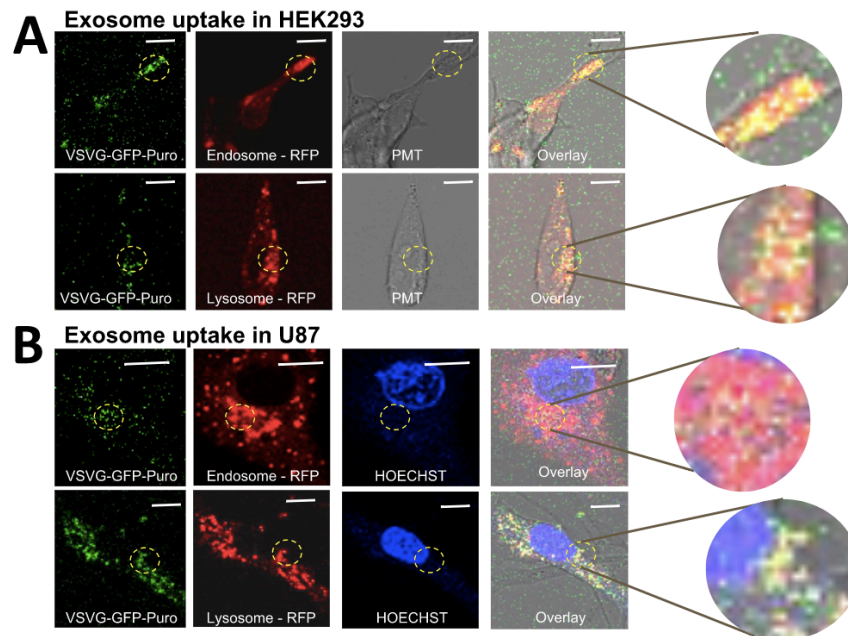 A
Exosome uptake in HEK293
VSVG-GFP-Puro
Endosome - RFP
PMT
Overlay
VSVG-GFP-Puro
Lysosome - RFP
PMT
Overlay
B
Exosome uptake in U87
VSVG-GFP-Puro
Endosome - RFP
HOECHST
Overlay
VSVG-GFP-Puro
Lysosome - RFP
HOECHST
Overlay